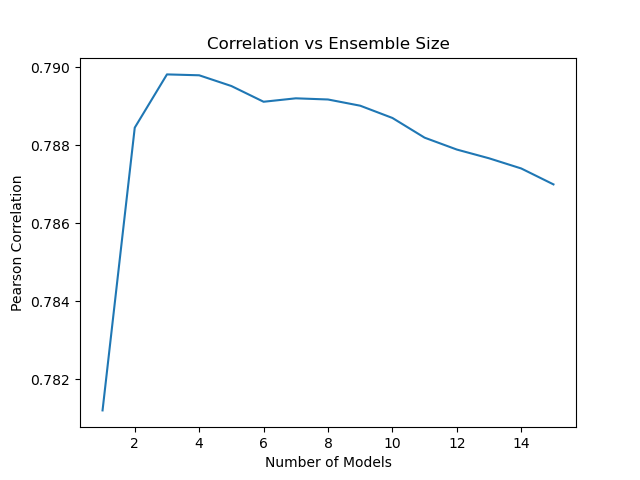 Correlation vs Ensemble Size
Pearson Correlation
0.790
0.788
0.786
0.784
0.782
2 4 6 8 10 12 14
Number of Models